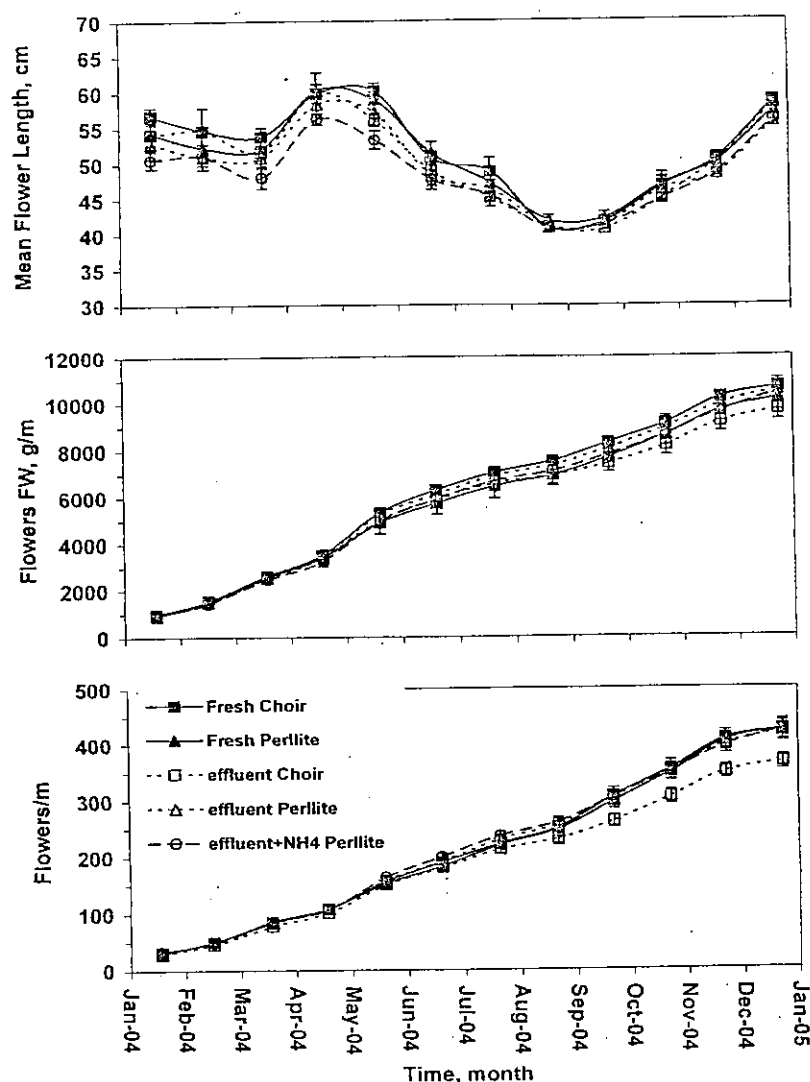 70
65
60
55
50
45
40
35
30
Mean Flower Length, cm
12000
10000
8000
6000
4000
2000
0
Flowers FW, g/m
500
400
300
200
100
0
Flowers/m
Fresh Choir
Fresh Perllite
effluent Choir
effluent Perllite
effluent+NH4 Perllite
Jan-04
Feb-04
Mar-04
Apr-04
May-04
Jun-04
Jul-04
Aug-04
Sep-04
Oct-04
Nov-04
Dec-04
Jan-05
Time, month